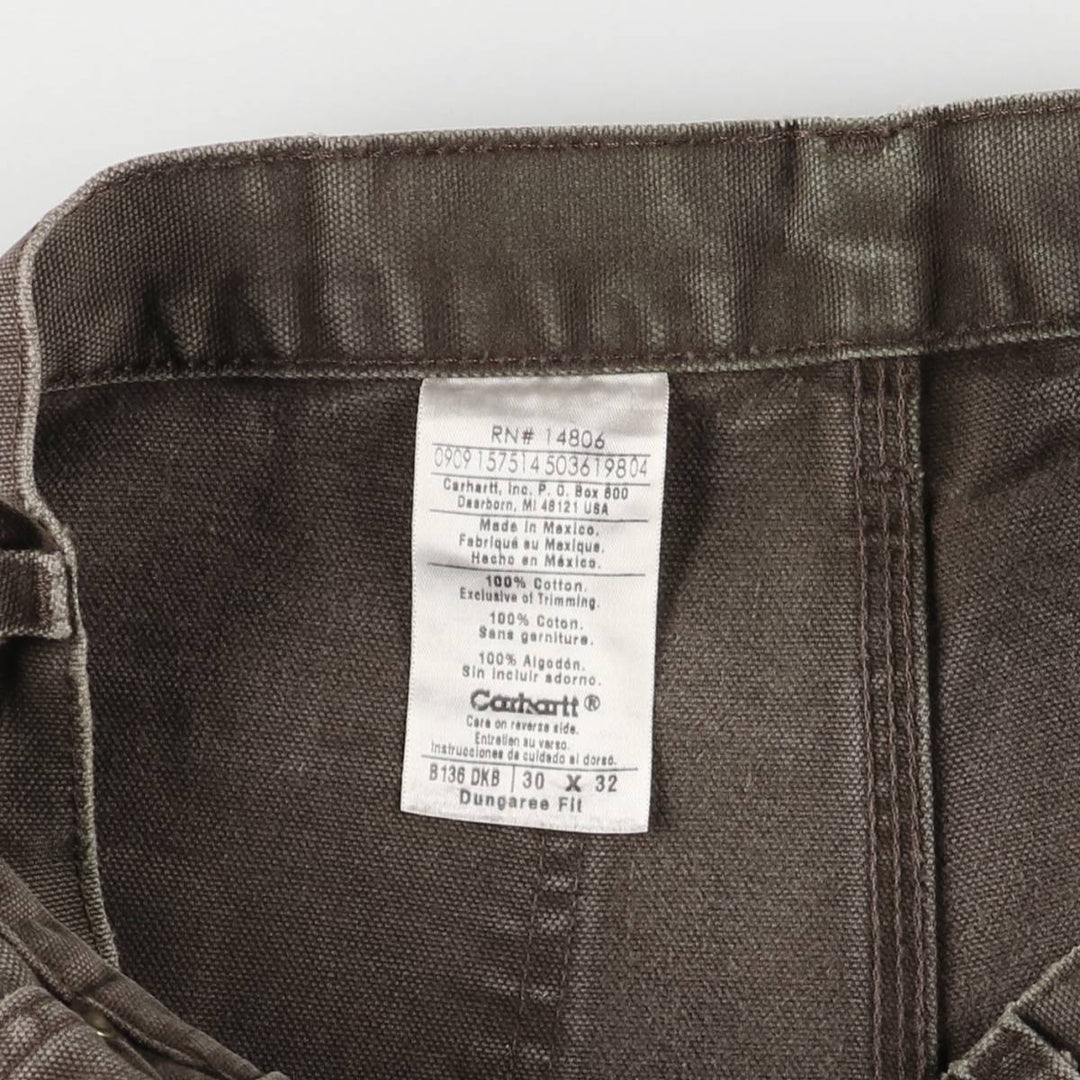 RN# 14806
0909 157514 5036198 04
Carhartt, Inc. P. O. Box 600
Dearborn, MI 48121 USA
Made in Mexico.
Fabriqué au Mexique.
Hecho en México.
100% Cotton.
Exclusive of Trimming.
100% Coton.
Sans garniture.
100% Algodón.
Sin incluir adorno.
Carhartt®
Care on reverse side.
Entretien au verso.
Instrucciones de cuidado al dorso.
B136 DKB | 30 X 32
Dungaree Fit